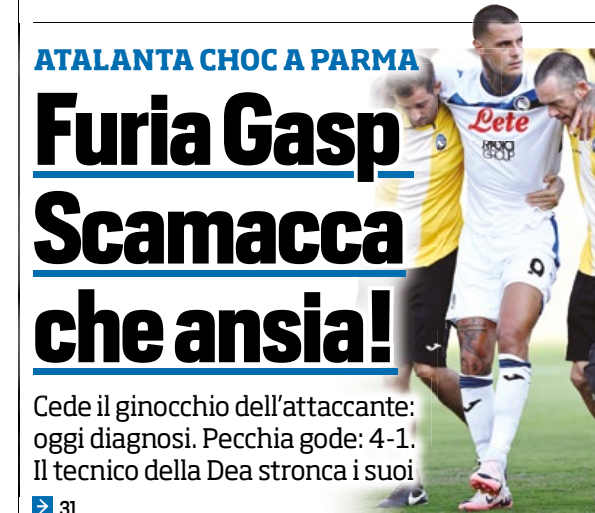 ATALANTA CHOC A PARMA
Furia Gasp
Scamacca
che ansia!
Cede il ginocchio dell'attaccante:
oggi diagnosi. Pecchia gode: 4-1.
Il tecnico della Dea stronca i suoi
31
Lete
9